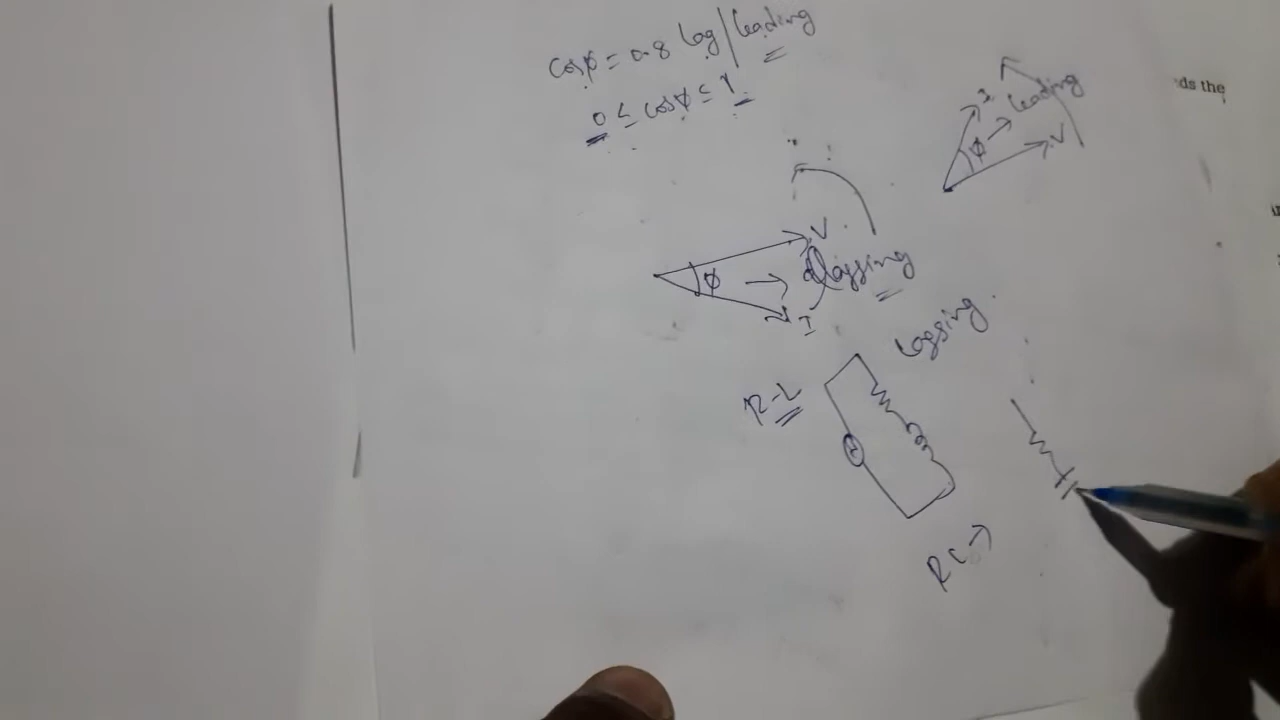 cosϕ = 0.8 lag/leading
0 ≤ cosϕ ≤ 1
I
ϕ → leading
V
ds the
V
ϕ → lagging
I
lagging
R-L
RC →